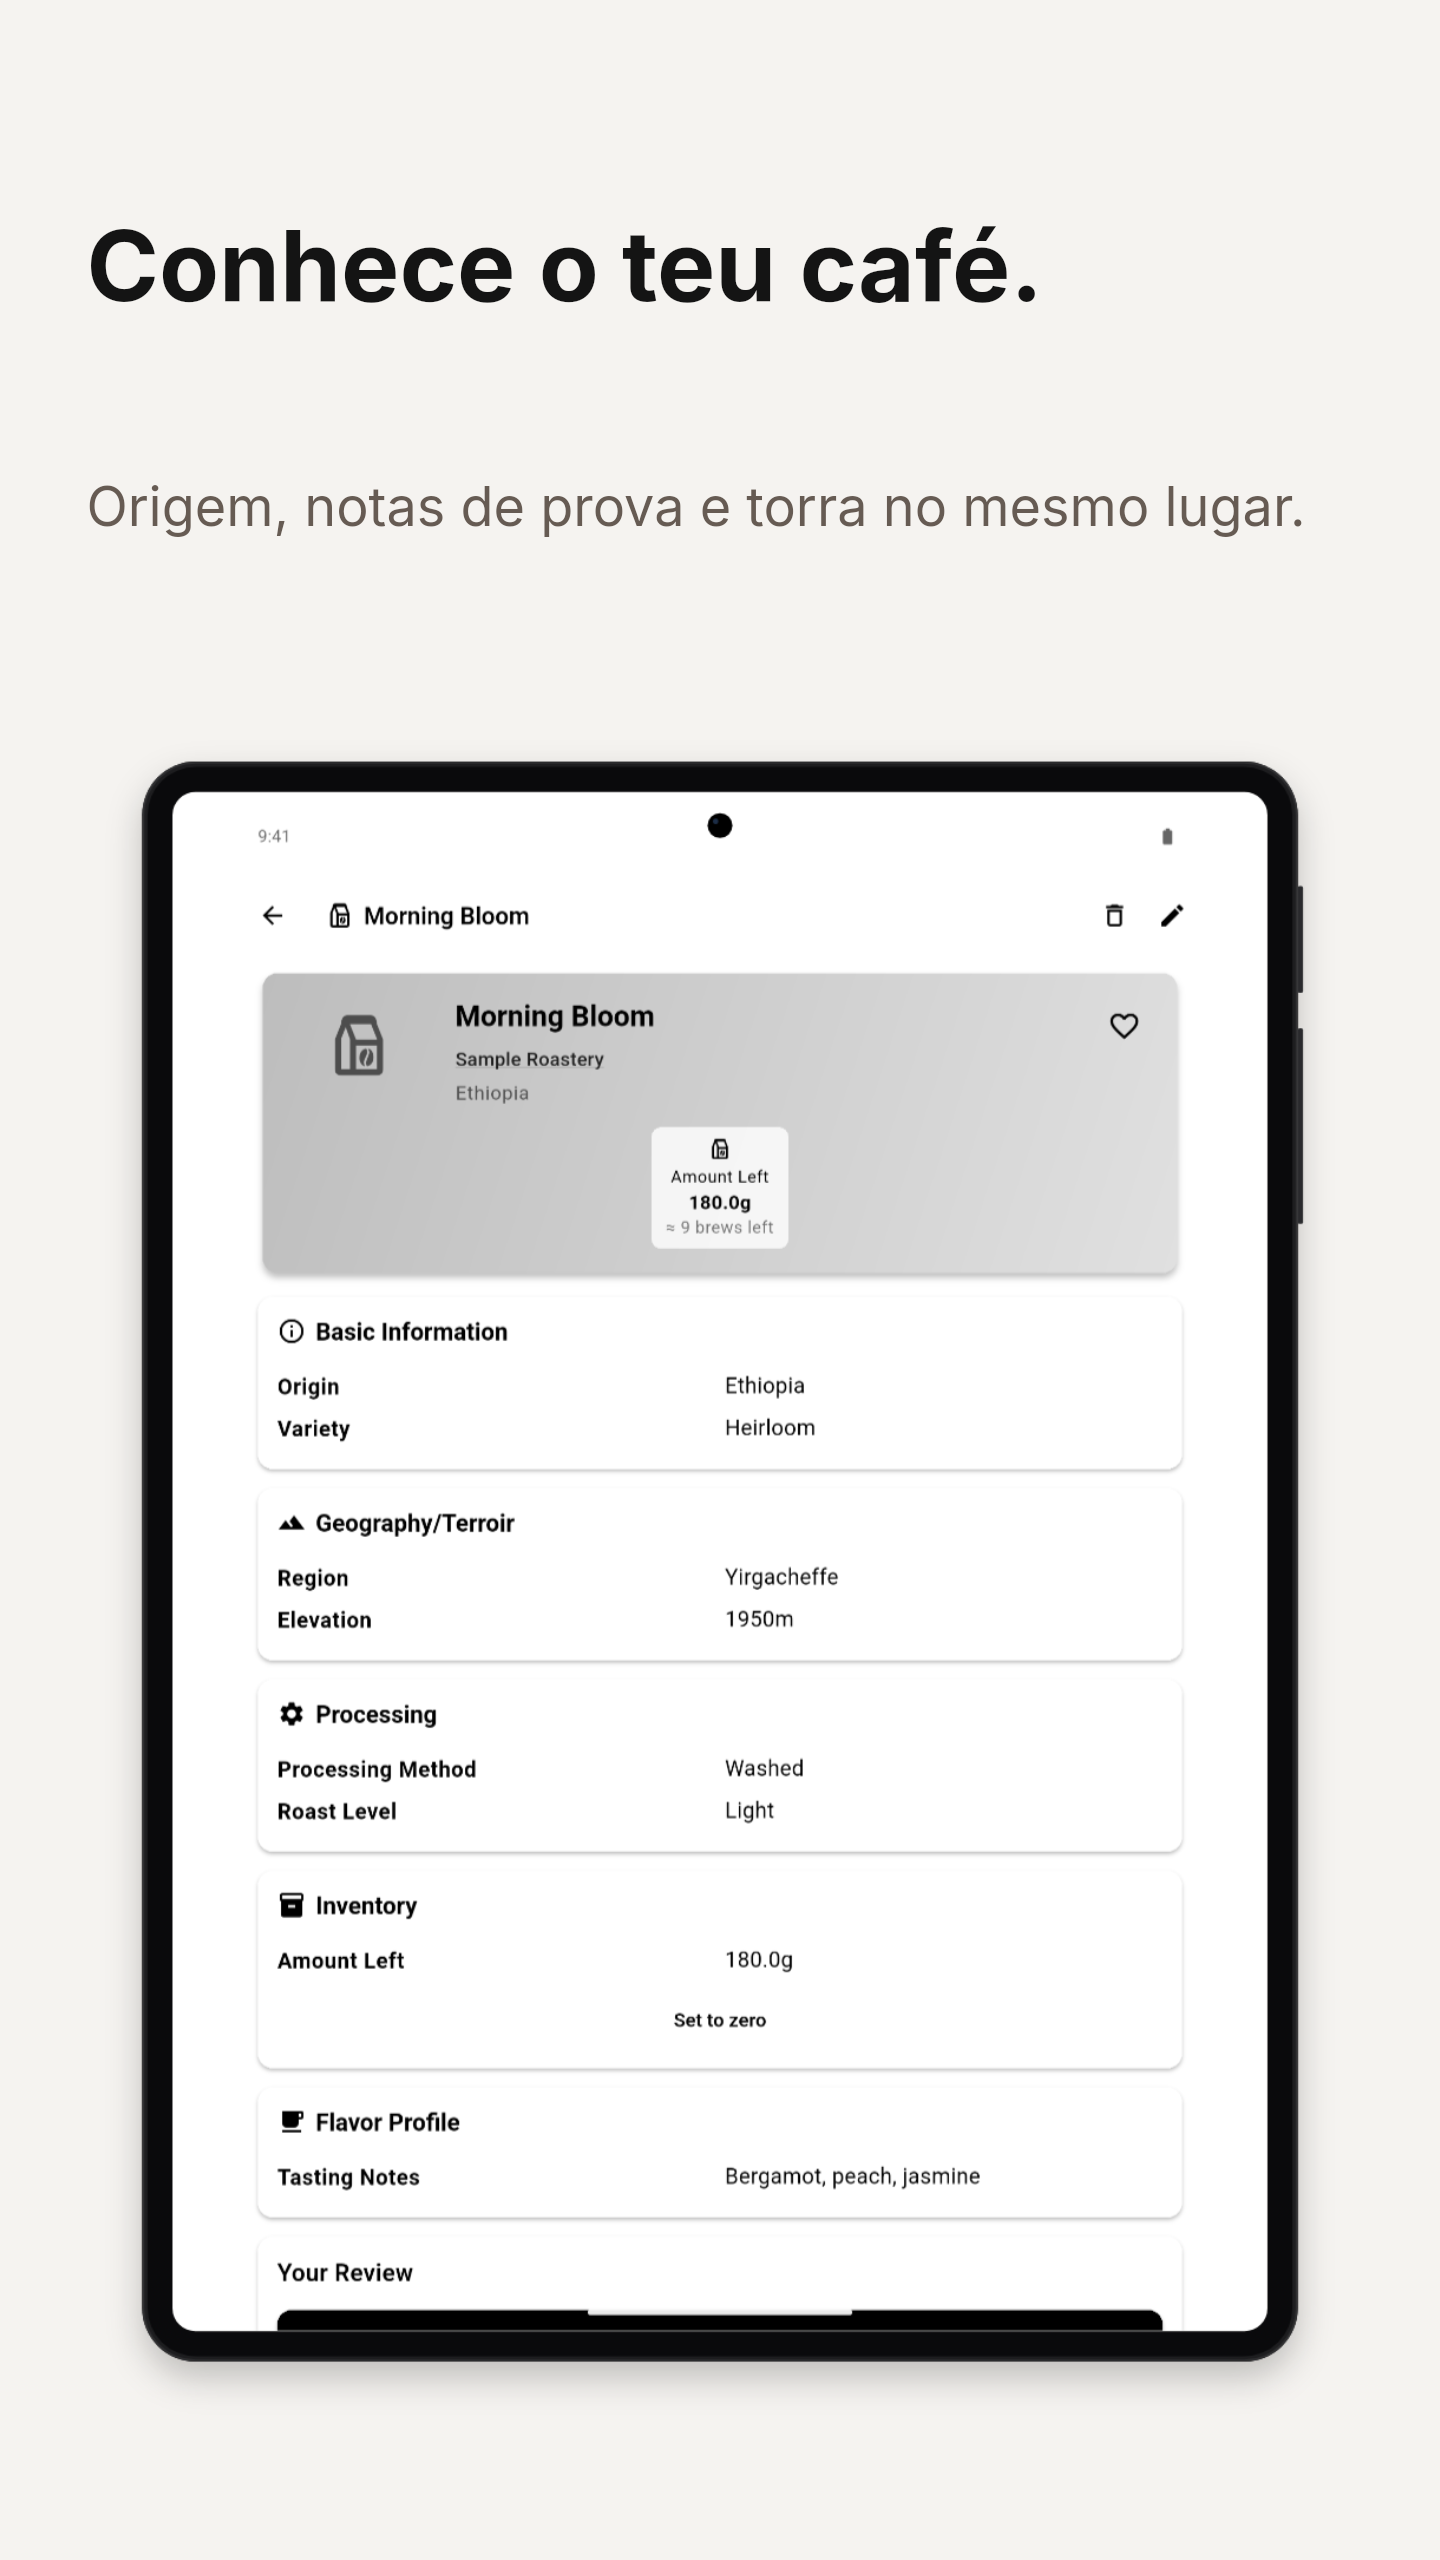 Conhece o teu café.
Origem, notas de prova e torra no mesmo lugar.
9:41
Morning Bloom
Morning Bloom
Sample Roastery
Ethiopia
Amount Left
180.0g
≈ 9 brews left
Basic Information
Origin Ethiopia
Variety Heirloom
Geography/Terroir
Region Yirgacheffe
Elevation 1950m
Processing
Processing Method Washed
Roast Level Light
Inventory
Amount Left 180.0g
Set to zero
Flavor Profile
Tasting Notes Bergamot, peach, jasmine
Your Review